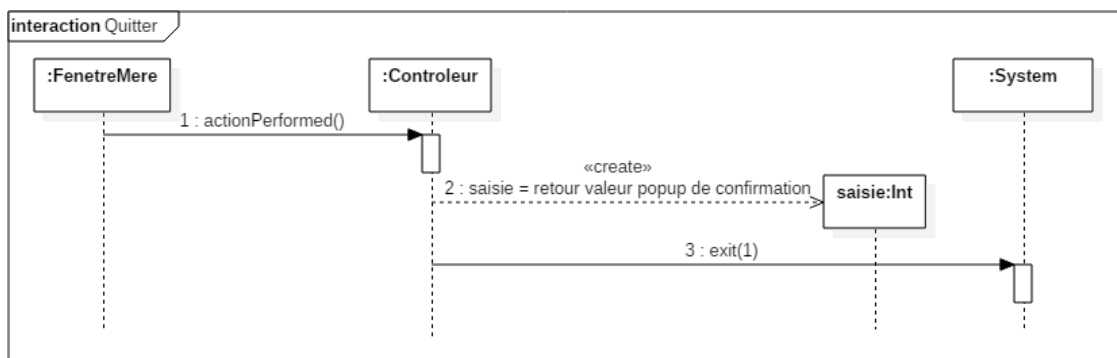 interaction Quitter
:FenetreMere
:Controleur
:System
1 : actionPerformed()
«create»
2 : saisie = retour valeur popup de confirmation
saisie:Int
3 : exit(1)